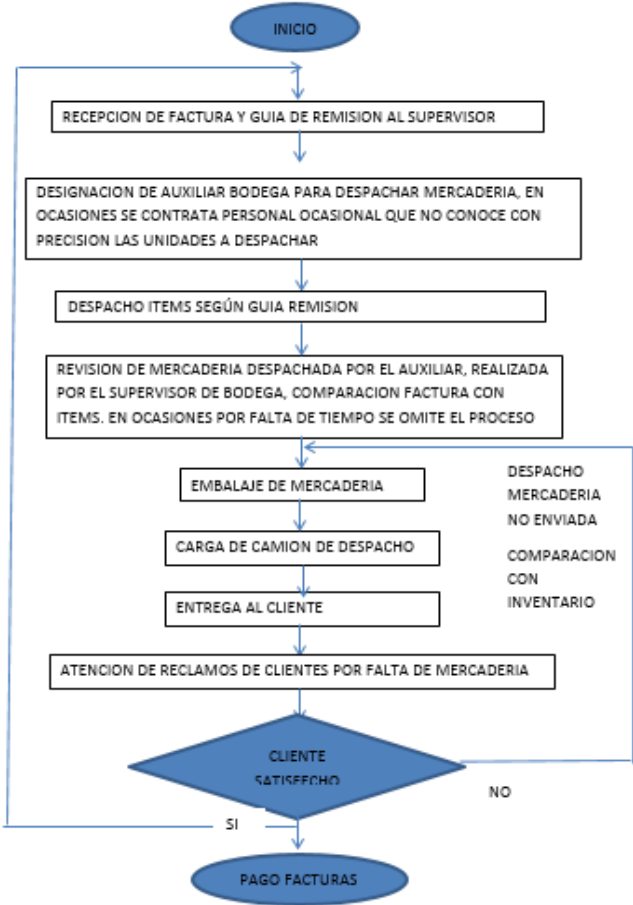 INICIO
RECEPCION DE FACTURA Y GUIA DE REMISION AL SUPERVISOR
DESIGNACION DE AUXILIAR BODEGA PARA DESPACHAR MERCADERIA, EN
OCASIONES SE CONTRATA PERSONAL OCASIONAL QUE NO CONOCE CON
PRECISION LAS UNIDADES A DESPACHAR
DESPACHO ITEMS SEGÚN GUIA REMISION
REVISION DE MERCADERIA DESPACHADA POR EL AUXILIAR, REALIZADA
POR EL SUPERVISOR DE BODEGA, COMPARACION FACTURA CON
ITEMS. EN OCASIONES POR FALTA DE TIEMPO SE OMITE EL PROCESO
EMBALAJE DE MERCADERIA
CARGA DE CAMION DE DESPACHO
ENTREGA AL CLIENTE
ATENCION DE RECLAMOS DE CLIENTES POR FALTA DE MERCADERIA
DESPACHO
MERCADERIA
NO ENVIADA
COMPARACION
CON
INVENTARIO
CLIENTE
SATISFECHO
NO
SI
PAGO FACTURAS